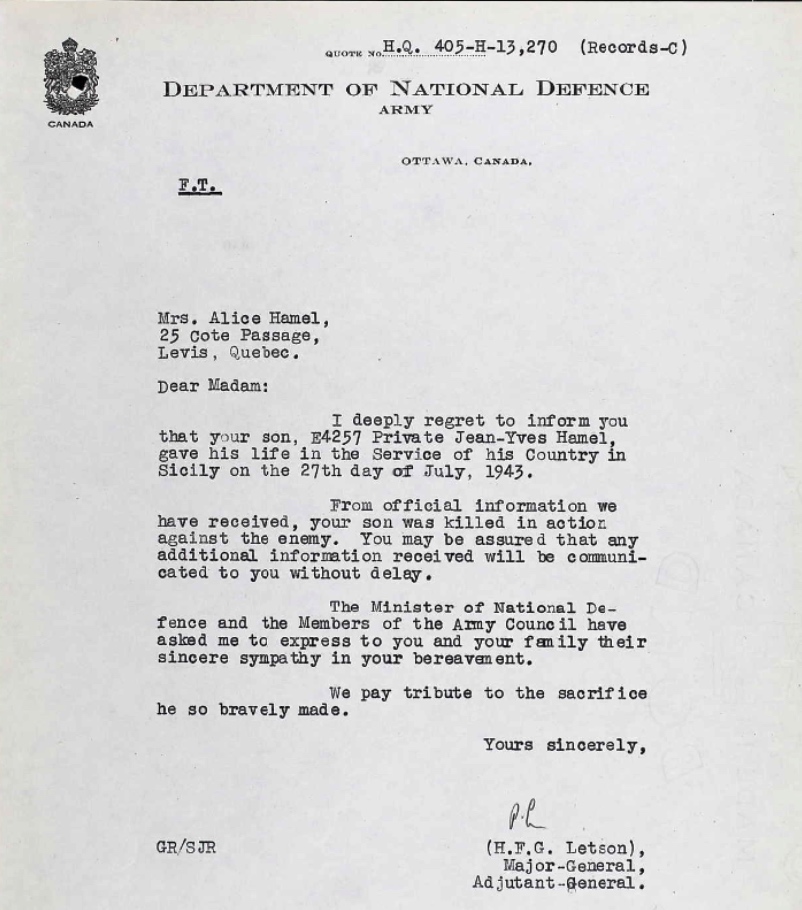 QUOTE No. H.Q. 405-H-13,270 (Records-C)
DEPARTMENT OF NATIONAL DEFENCE
ARMY
CANADA
OTTAWA, CANADA,
F.T.
Mrs. Alice Hamel,
25 Cote Passage,
Levis, Quebec.
Dear Madam:
I deeply regret to inform you
that your son, E4257 Private Jean-Yves Hamel,
gave his life in the Service of his Country in
Sicily on the 27th day of July, 1943.
From official information we
have received, your son was killed in action
against the enemy. You may be assured that any
additional information received will be communi-
cated to you without delay.
The Minister of National De-
fence and the Members of the Army Council have
asked me to express to you and your family their
sincere sympathy in your bereavement.
We pay tribute to the sacrifice
he so bravely made.
Yours sincerely,
GR/SJR
(H.F.G. Letson),
Major-General,
Adjutant-General.